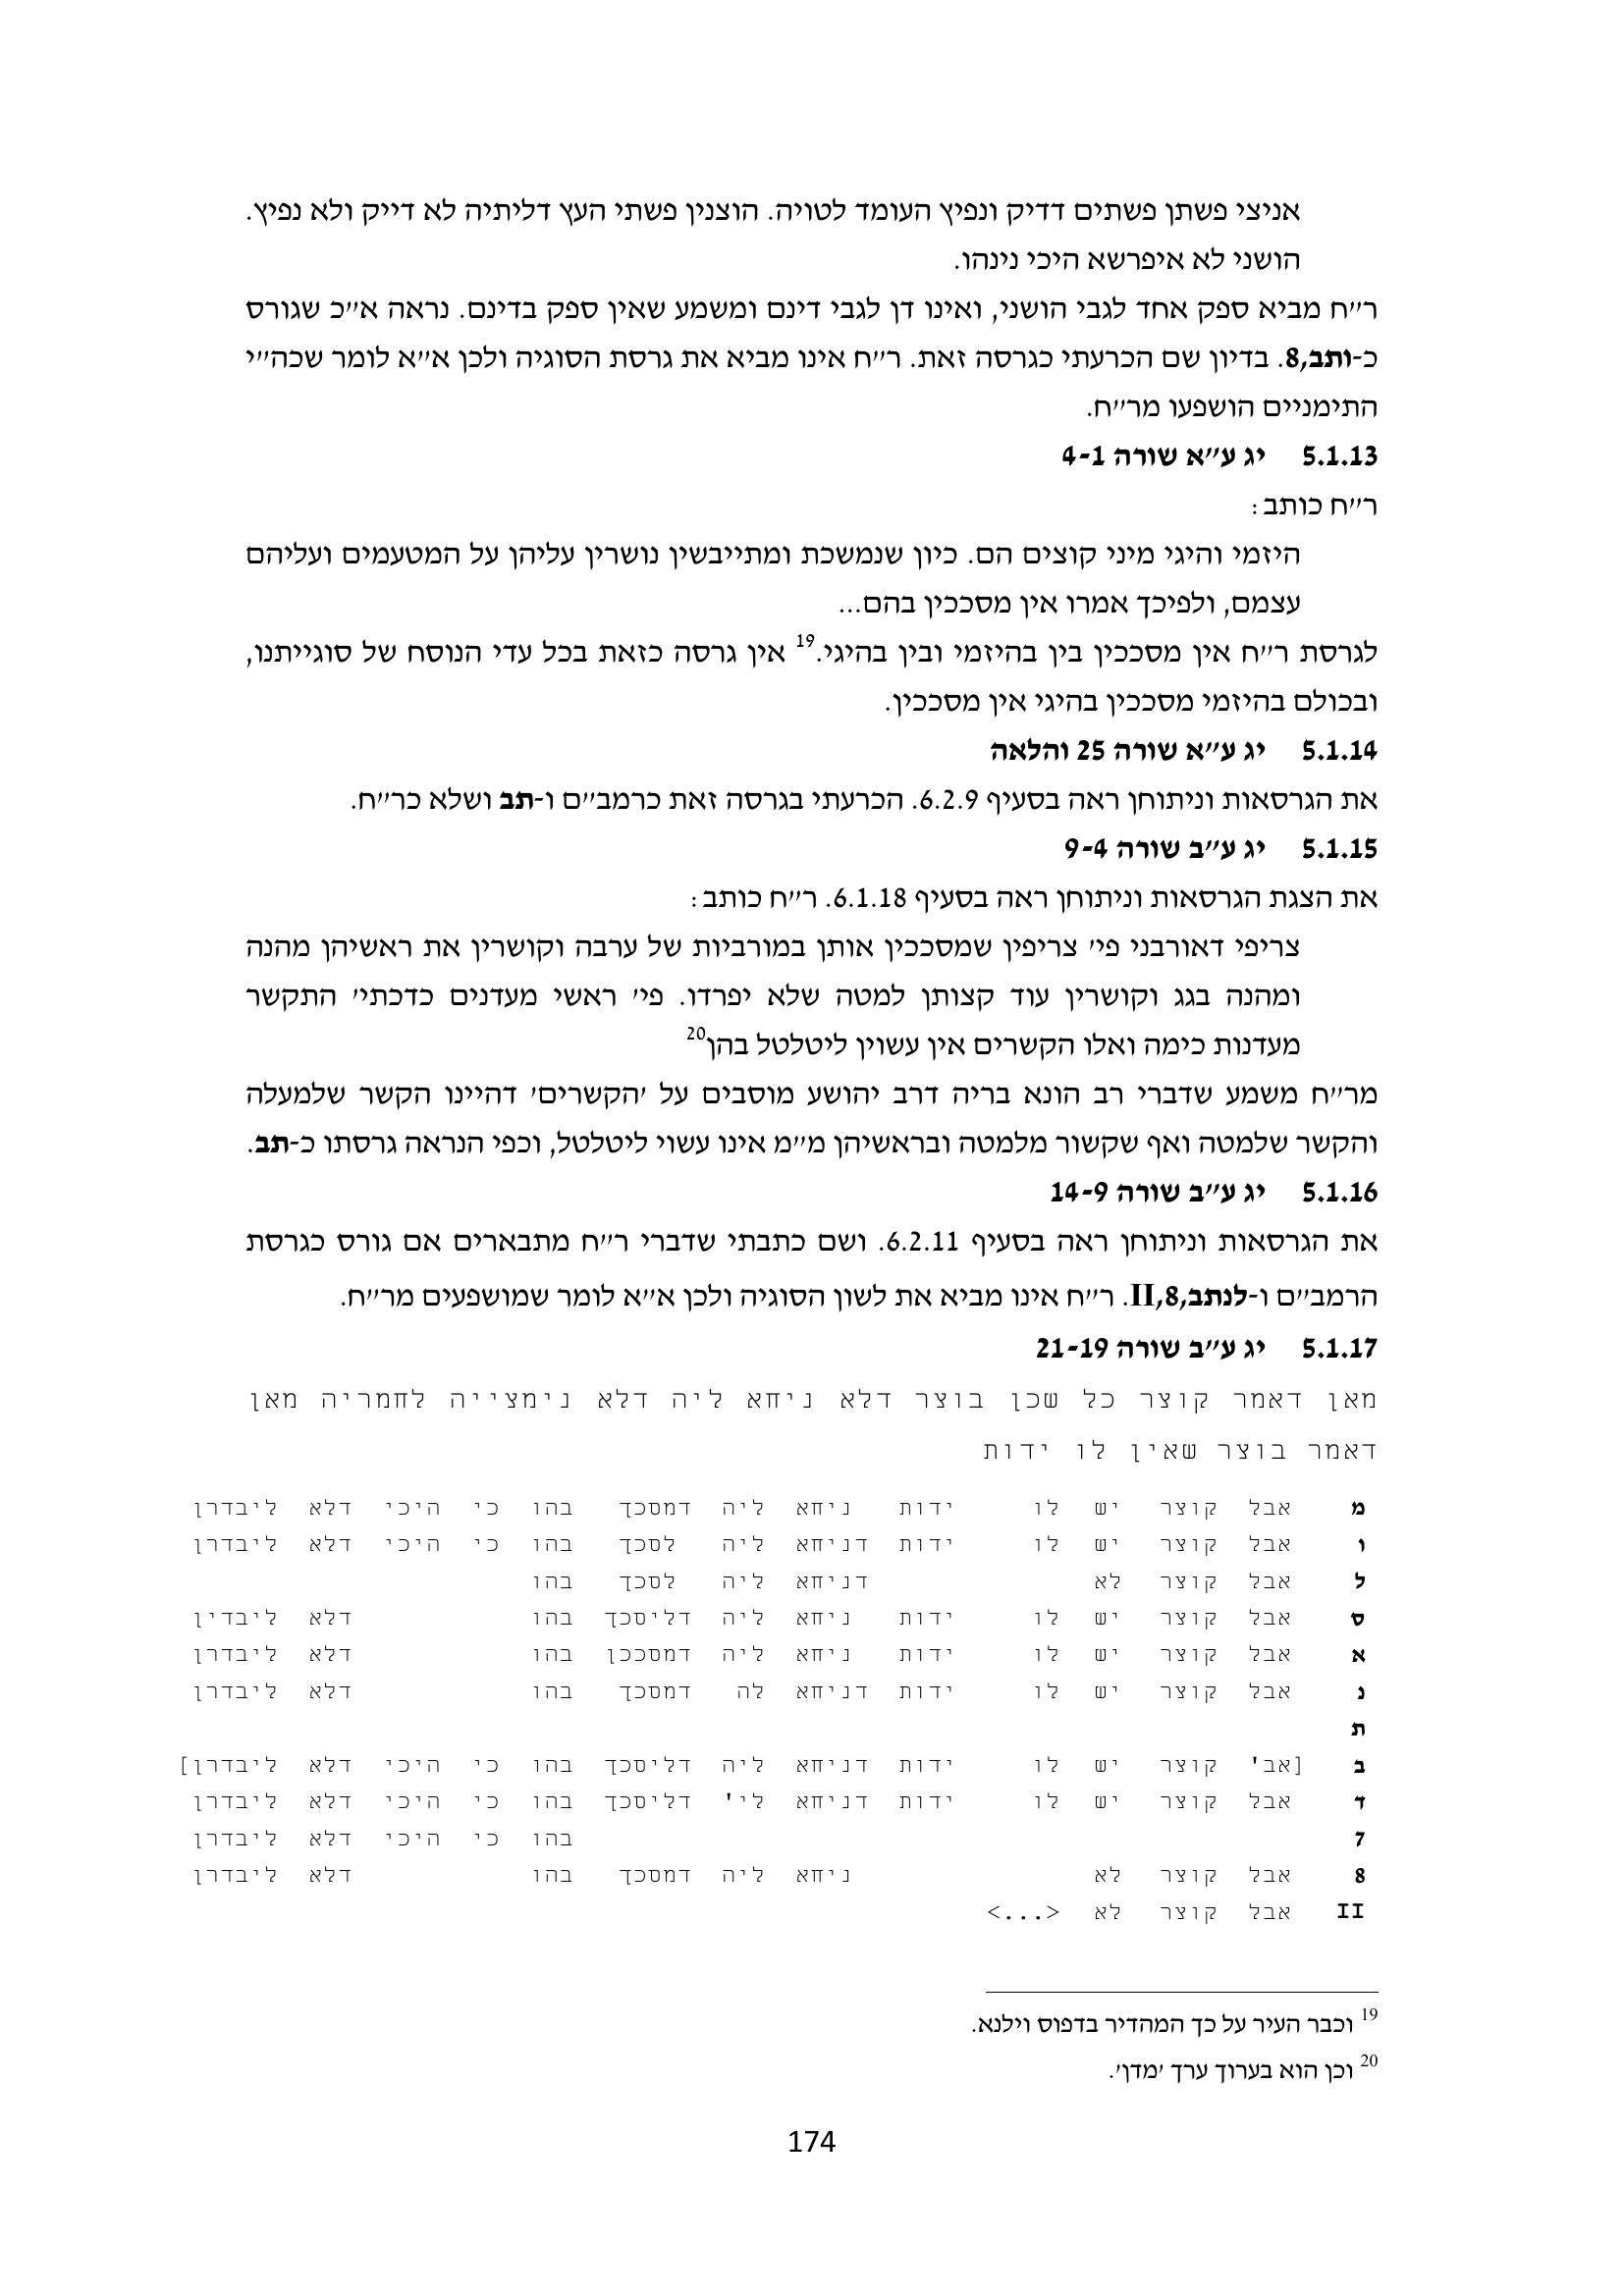 אניצי פשתן פשתים דדיק ונפיץ העומד לטויה. הוצנין פשתי העץ דליתיה לא דייק ולא נפיץ.
הושני לא איפרשא היכי נינהו.
ר״ח מביא ספק אחד לגבי הושני, ואינו דן לגבי דינם ומשמע שאין ספק בדינם. נראה א״כ שגורס
כ-ותב,8. בדיון שם הכרעתי כגרסה זאת. ר״ח אינו מביא את גרסת הסוגיה ולכן א״א לומר שכה״י
התימניים הושפעו מר״ח.
5.1.13 יג ע״א שורה 4-1
ר״ח כותב:
היזמי והיגי מיני קוצים הם. כיון שנמשכת ומתייבשין נושרין עליהן על המטעמים ועליהם
עצמם, ולפיכך אמרו אין מסככין בהם...
לגרסת ר״ח אין מסככין בין בהיזמי ובין בהיגי.19 אין גרסה כזאת בכל עדי הנוסח של סוגייתנו,
ובכולם בהיזמי מסככין בהיגי אין מסככין.
5.1.14 יג ע״א שורה 25 והלאה
את הגרסאות וניתוחן ראה בסעיף 6.2.9. הכרעתי בגרסה זאת כרמב״ם ו-תב ושלא כר״ח.
5.1.15 יג ע״ב שורה 9-4
את הצגת הגרסאות וניתוחן ראה בסעיף 6.1.18. ר״ח כותב:
צריפי דאורבני פי׳ צריפין שמסככין אותן במורביות של ערבה וקושרין את ראשיהן מהנה
ומהנה בגג וקושרין עוד קצותן למטה שלא יפרדו. פי׳ ראשי מעדנים כדכתי׳ התקשר
מעדנות כימה ואלו הקשרים אין עשוין ליטלטל בהן20
מר״ח משמע שדברי רב הונא בריה דרב יהושע מוסבים על ׳הקשרים׳ דהיינו הקשר שלמעלה
והקשר שלמטה ואף שקשור מלמטה ובראשיהן מ״מ אינו עשוי ליטלטל, וכפי הנראה גרסתו כ-תב.
5.1.16 יג ע״ב שורה 14-9
את הגרסאות וניתוחן ראה בסעיף 6.2.11. ושם כתבתי שדברי ר״ח מתבארים אם גורס כגרסת
הרמב״ם ו-לנתב,8,II. ר״ח אינו מביא את לשון הסוגיה ולכן א״א לומר שמושפעים מר״ח.
5.1.17 יג ע״ב שורה 21-19
מאן דאמר קוצר כל שכן בוצר דלא ניחא ליה דלא נימצייה לחמריה מאן
דאמר בוצר שאין לו ידות
מ אבל קוצר יש לו ידות ניחא ליה דמסכך בהו כי היכי דלא ליבדרן
ו אבל קוצר יש לו ידות דניחא ליה לסכך בהו כי היכי דלא ליבדרן
ל אבל קוצר לא דניחא ליה לסכך בהו
ס אבל קוצר יש לו ידות ניחא ליה דליסכך בהו דלא ליבדין
א אבל קוצר יש לו ידות ניחא ליה דמסככן בהו דלא ליבדרן
נ אבל קוצר יש לו ידות דניחא לה דמסכך בהו דלא ליבדרן
ת
ב [אב' קוצר יש לו ידות דניחא ליה דליסכך בהו כי היכי דלא ליבדרן]
ד אבל קוצר יש לו ידות דניחא לי' דליסכך בהו כי היכי דלא ליבדרן
7 בהו כי היכי דלא ליבדרן
8 אבל קוצר לא ניחא ליה דמסכך בהו דלא ליבדרן
II אבל קוצר לא <...>
19 וכבר העיר על כך המהדיר בדפוס וילנא.
20 וכן הוא בערוך ערך ׳מדן׳.
174